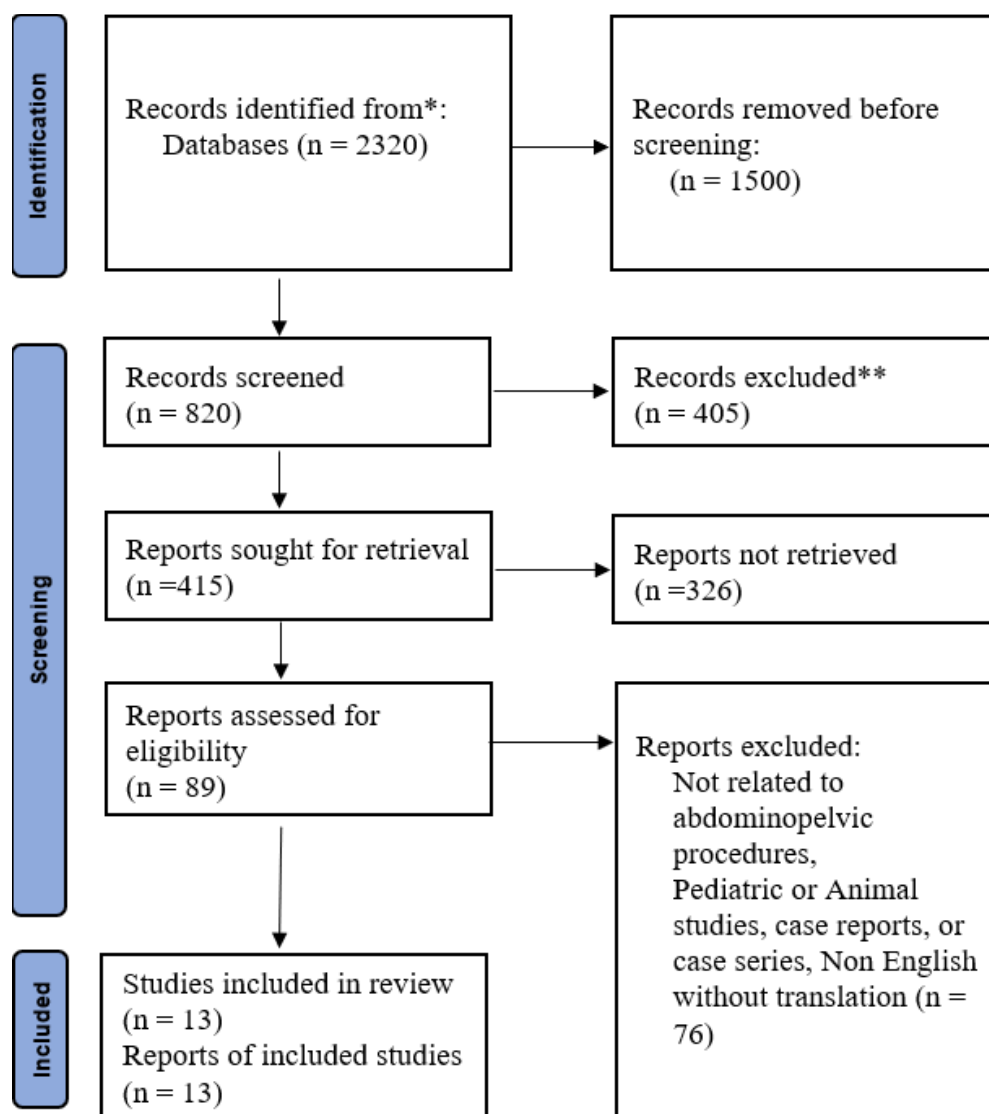 Identification
Records identified from*:
Databases (n = 2320)
Records removed before
screening:
(n = 1500)
Screening
Records screened
(n = 820)
Records excluded**
(n = 405)
Reports sought for retrieval
(n =415)
Reports not retrieved
(n =326)
Reports assessed for
eligibility
(n = 89)
Reports excluded:
Not related to
abdominopelvic
procedures,
Pediatric or Animal
studies, case reports, or
case series, Non English
without translation (n =
76)
Included
Studies included in review
(n = 13)
Reports of included studies
(n = 13)